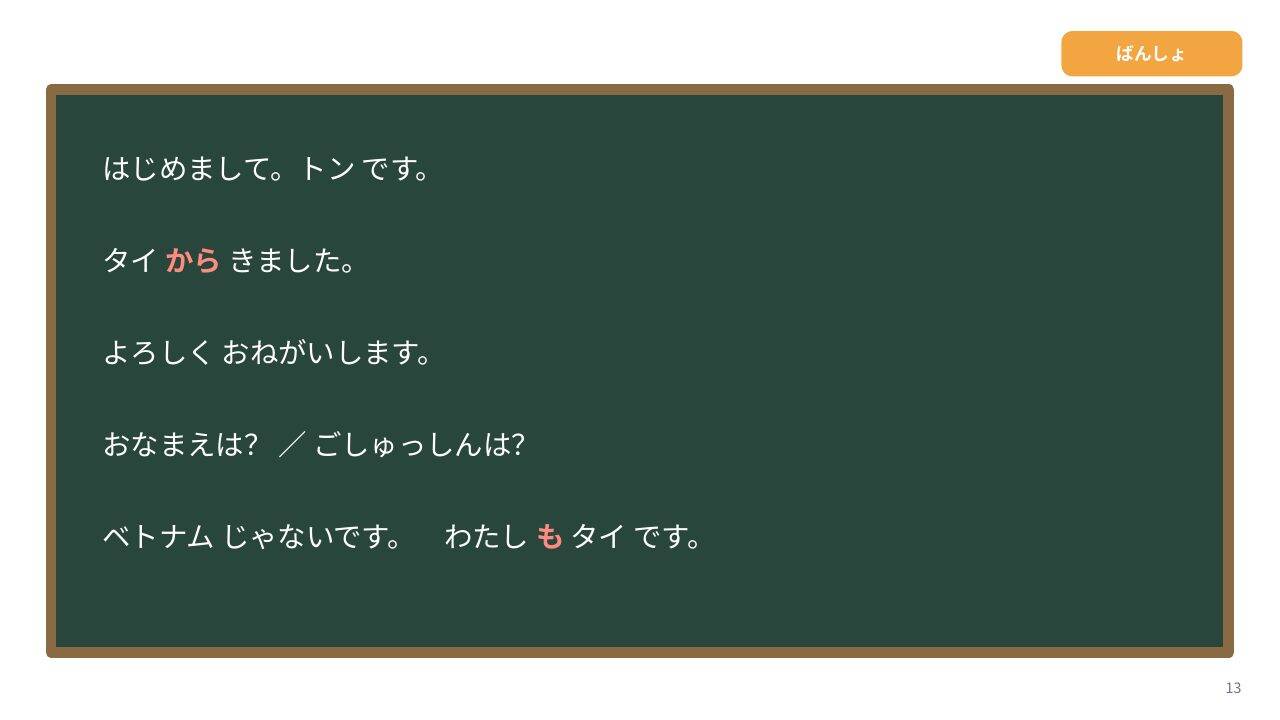 ばんしょ
はじめまして。トン です。
タイ から きました。
よろしく おねがいします。
おなまえは? ／ ごしゅっしんは?
ベトナム じゃないです。　わたし も タイ です。
13